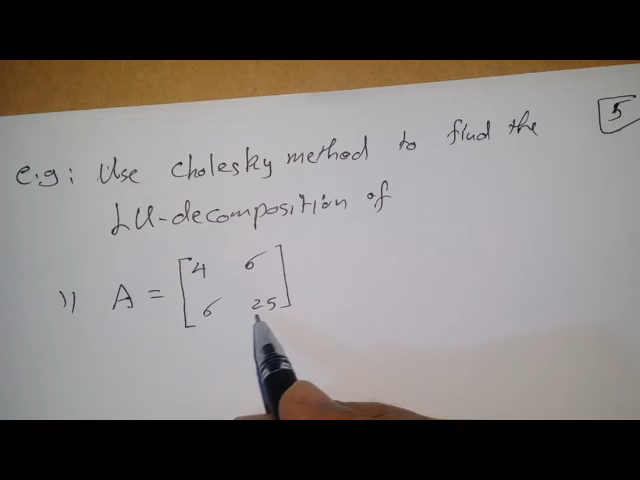 5
e.g: Use Cholesky method to find the
LU-decomposition of
1) A = [4 6
6 25]